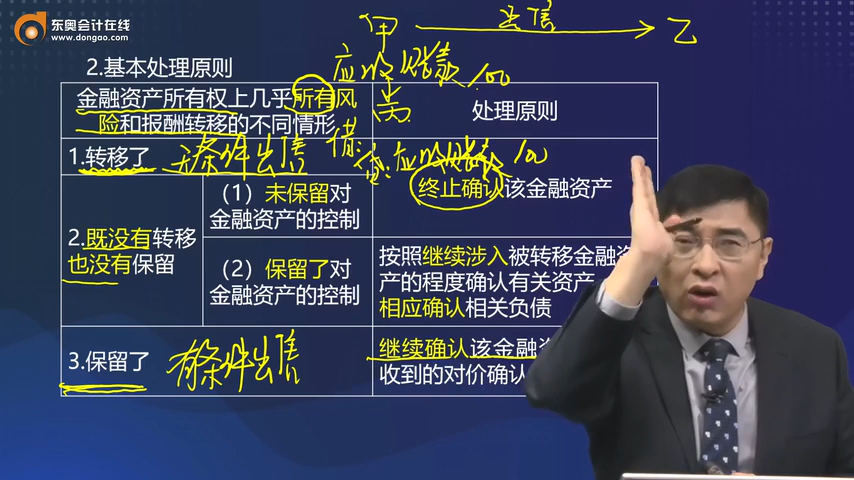 东奥会计在线
www.dongao.com
甲 出售 乙
2.基本处理原则
应收账款 100
金融资产所有权上几乎所有风
险和报酬转移的不同情形
处理原则
借:
贷:应收账款 100
1.转移了 无条件出售
终止确认该金融资产
2.既没有转移
也没有保留
（1）未保留对
金融资产的控制
（2）保留了对
金融资产的控制
按照继续涉入被转移金融资
产的程度确认有关资产
相应确认相关负债
3.保留了 有条件出售
继续确认该金融资
收到的对价确认